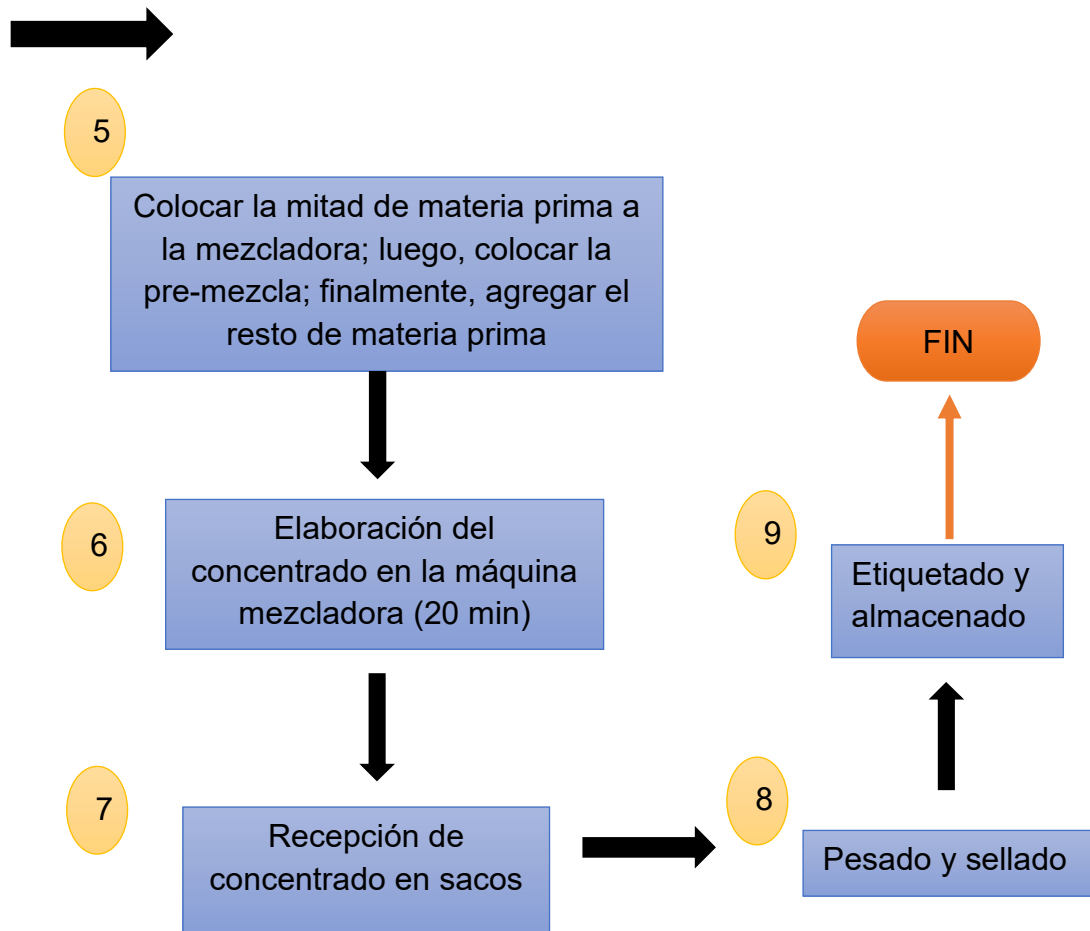 5
Colocar la mitad de materia prima a
la mezcladora; luego, colocar la
pre-mezcla; finalmente, agregar el
resto de materia prima
6
Elaboración del
concentrado en la máquina
mezcladora (20 min)
7
Recepción de
concentrado en sacos
8
Pesado y sellado
9
Etiquetado y
almacenado
FIN